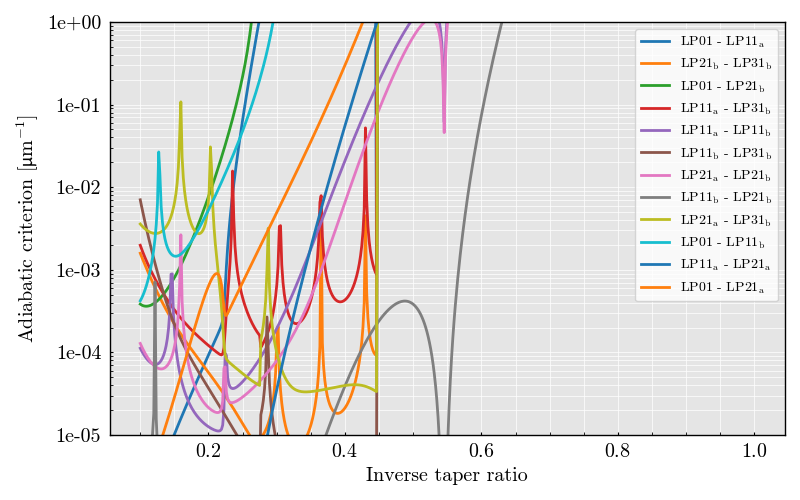 1e+00
1e-01
1e-02
1e-03
1e-04
1e-05
Adiabatic criterion [µm⁻¹]
0.2 0.4 0.6 0.8 1.0
Inverse taper ratio
LP01 - LP11a
LP21b - LP31b
LP01 - LP21b
LP11a - LP31b
LP11a - LP11b
LP11b - LP31b
LP21a - LP21b
LP11b - LP21b
LP21a - LP31b
LP01 - LP11b
LP11a - LP21a
LP01 - LP21a